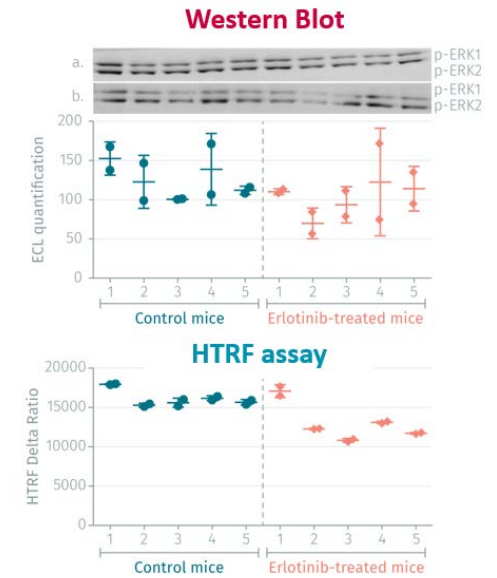 Western Blot
a.
p-ERK1
p-ERK2
b.
p-ERK1
p-ERK2
ECL quantification
200
150
100
50
0
1 2 3 4 5 1 2 3 4 5
Control mice Erlotinib-treated mice
HTRF assay
HTRF Delta Ratio
20000
15000
10000
5000
0
1 2 3 4 5 1 2 3 4 5
Control mice Erlotinib-treated mice